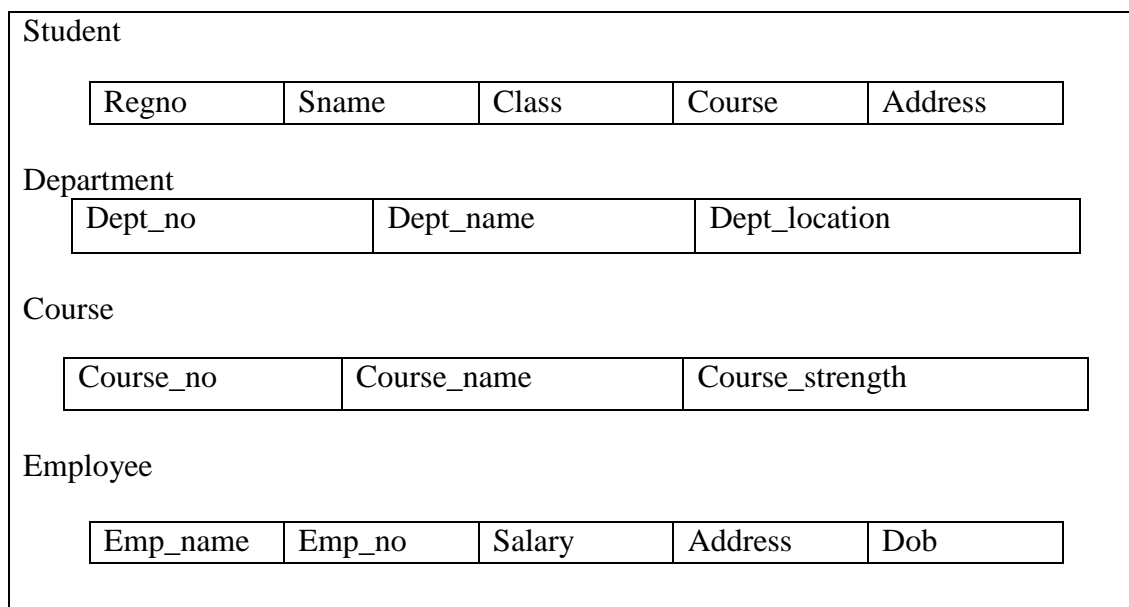 Student
Regno Sname Class Course Address
Department
Dept_no Dept_name Dept_location
Course
Course_no Course_name Course_strength
Employee
Emp_name Emp_no Salary Address Dob